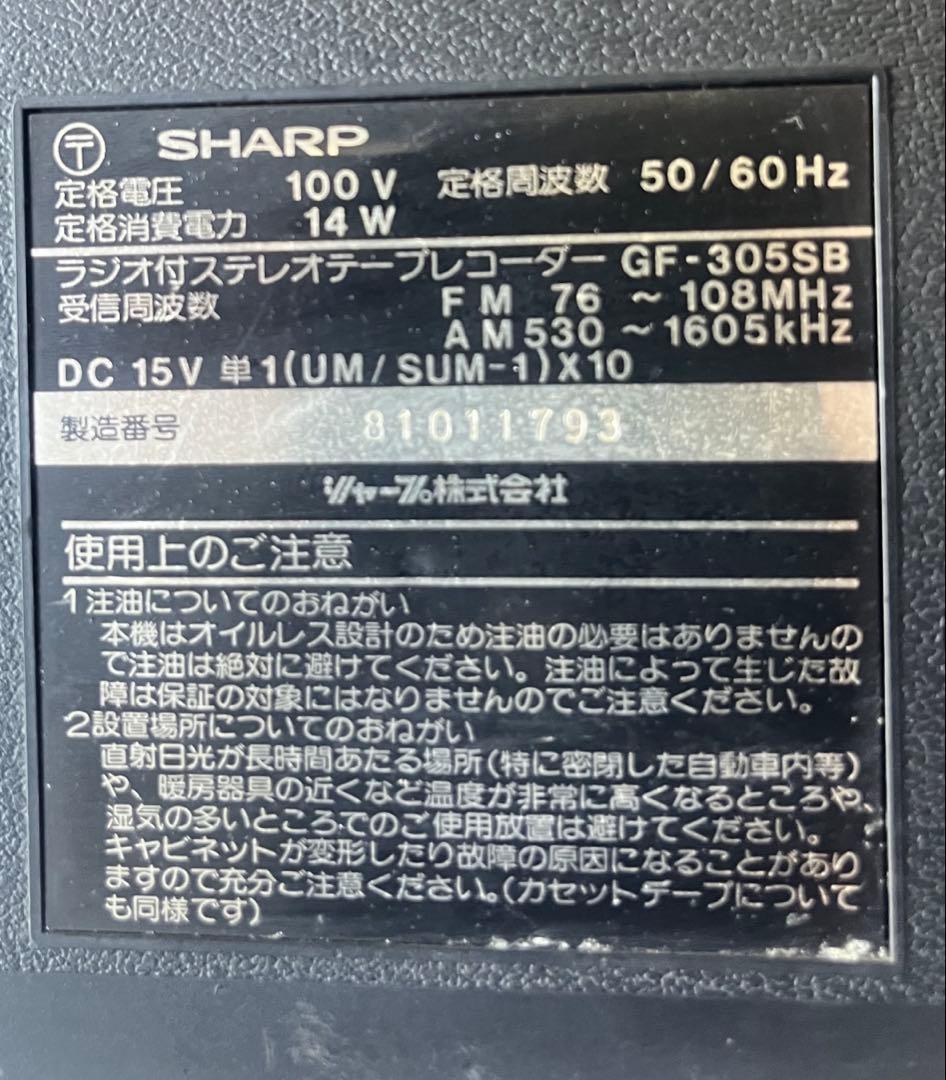 〒 SHARP
定格電圧 100V 定格周波数 50/60Hz
定格消費電力 14W
ラジオ付ステレオテープレコーダー GF-305SB
受信周波数 FM 76 ～ 108MHz
AM 530 ～ 1605kHz
DC 15V 単1(UM/SUM-1)X10
製造番号 81011793
シャープ株式会社
使用上のご注意
1注油についてのおねがい
本機はオイルレス設計のため注油の必要はありませんの
で注油は絶対に避けてください。注油によって生じた故
障は保証の対象にはなりませんのでご注意ください。
2設置場所についてのおねがい
直射日光が長時間あたる場所(特に密閉した自動車内等)
や、暖房器具の近くなど温度が非常に高くなるところや、
湿気の多いところでのご使用放置は避けてください。
キャビネットが変形したり故障の原因になることがあり
ますので充分ご注意ください。(カセットテープについて
も同様です)